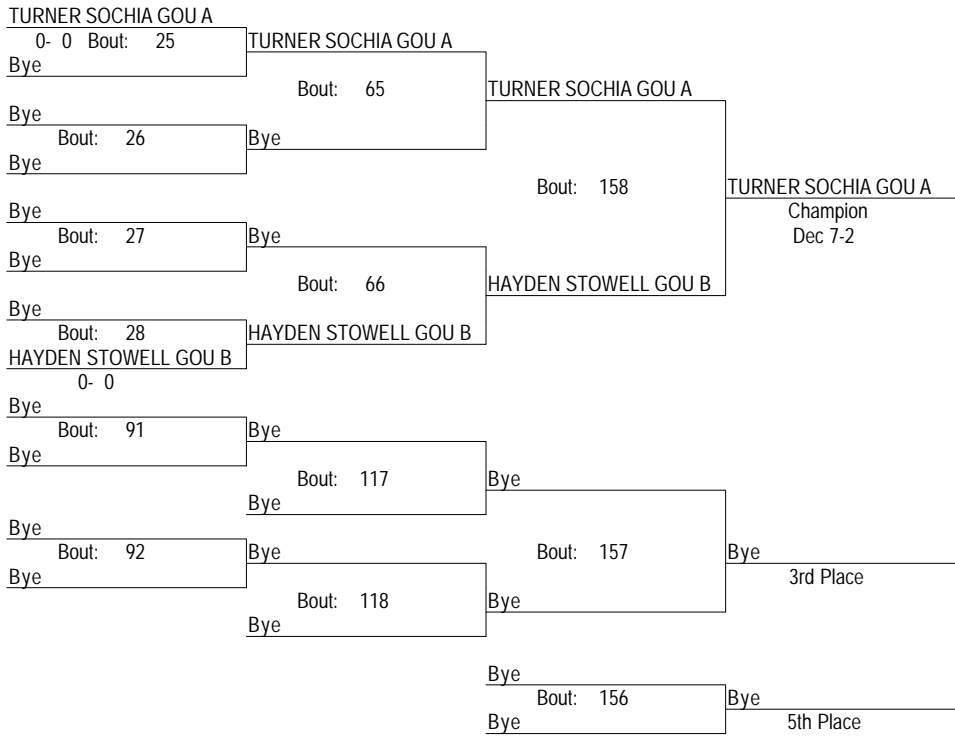 TURNER SOCHIA GOU A
0- 0 Bout: 25
TURNER SOCHIA GOU A
Bye
Bout: 65
TURNER SOCHIA GOU A
Bye
Bout: 26
Bye
Bye
Bout: 158
TURNER SOCHIA GOU A
Champion
Dec 7-2
Bye
Bout: 27
Bye
Bye
Bout: 66
HAYDEN STOWELL GOU B
Bye
Bout: 28
HAYDEN STOWELL GOU B
HAYDEN STOWELL GOU B
0- 0
Bye
Bout: 91
Bye
Bye
Bout: 117
Bye
Bye
Bye
Bout: 92
Bye
Bye
Bout: 157
Bye
3rd Place
Bout: 118
Bye
Bye
Bye
Bout: 156
Bye
Bye
5th Place